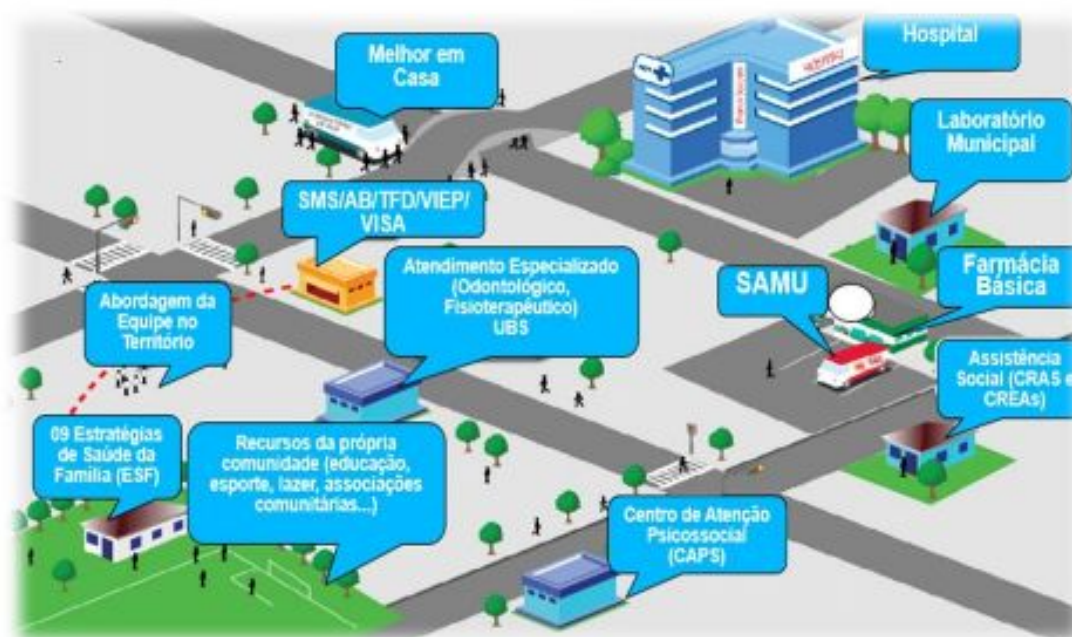 Hospital
Melhor em
Casa
Laboratório
Municipal
SMS/AB/TFD/VIEP/
VISA
Atendimento Especializado
(Odontológico,
Fisioterapêutico)
UBS
SAMU
Farmácia
Básica
Abordagem da
Equipe no
Território
Assistência
Social (CRAS e
CREAs)
09 Estratégias
de Saúde da
Família (ESF)
Recursos da própria
comunidade (educação,
esporte, lazer, associações
comunitárias...)
Centro de Atenção
Psicossocial
(CAPS)